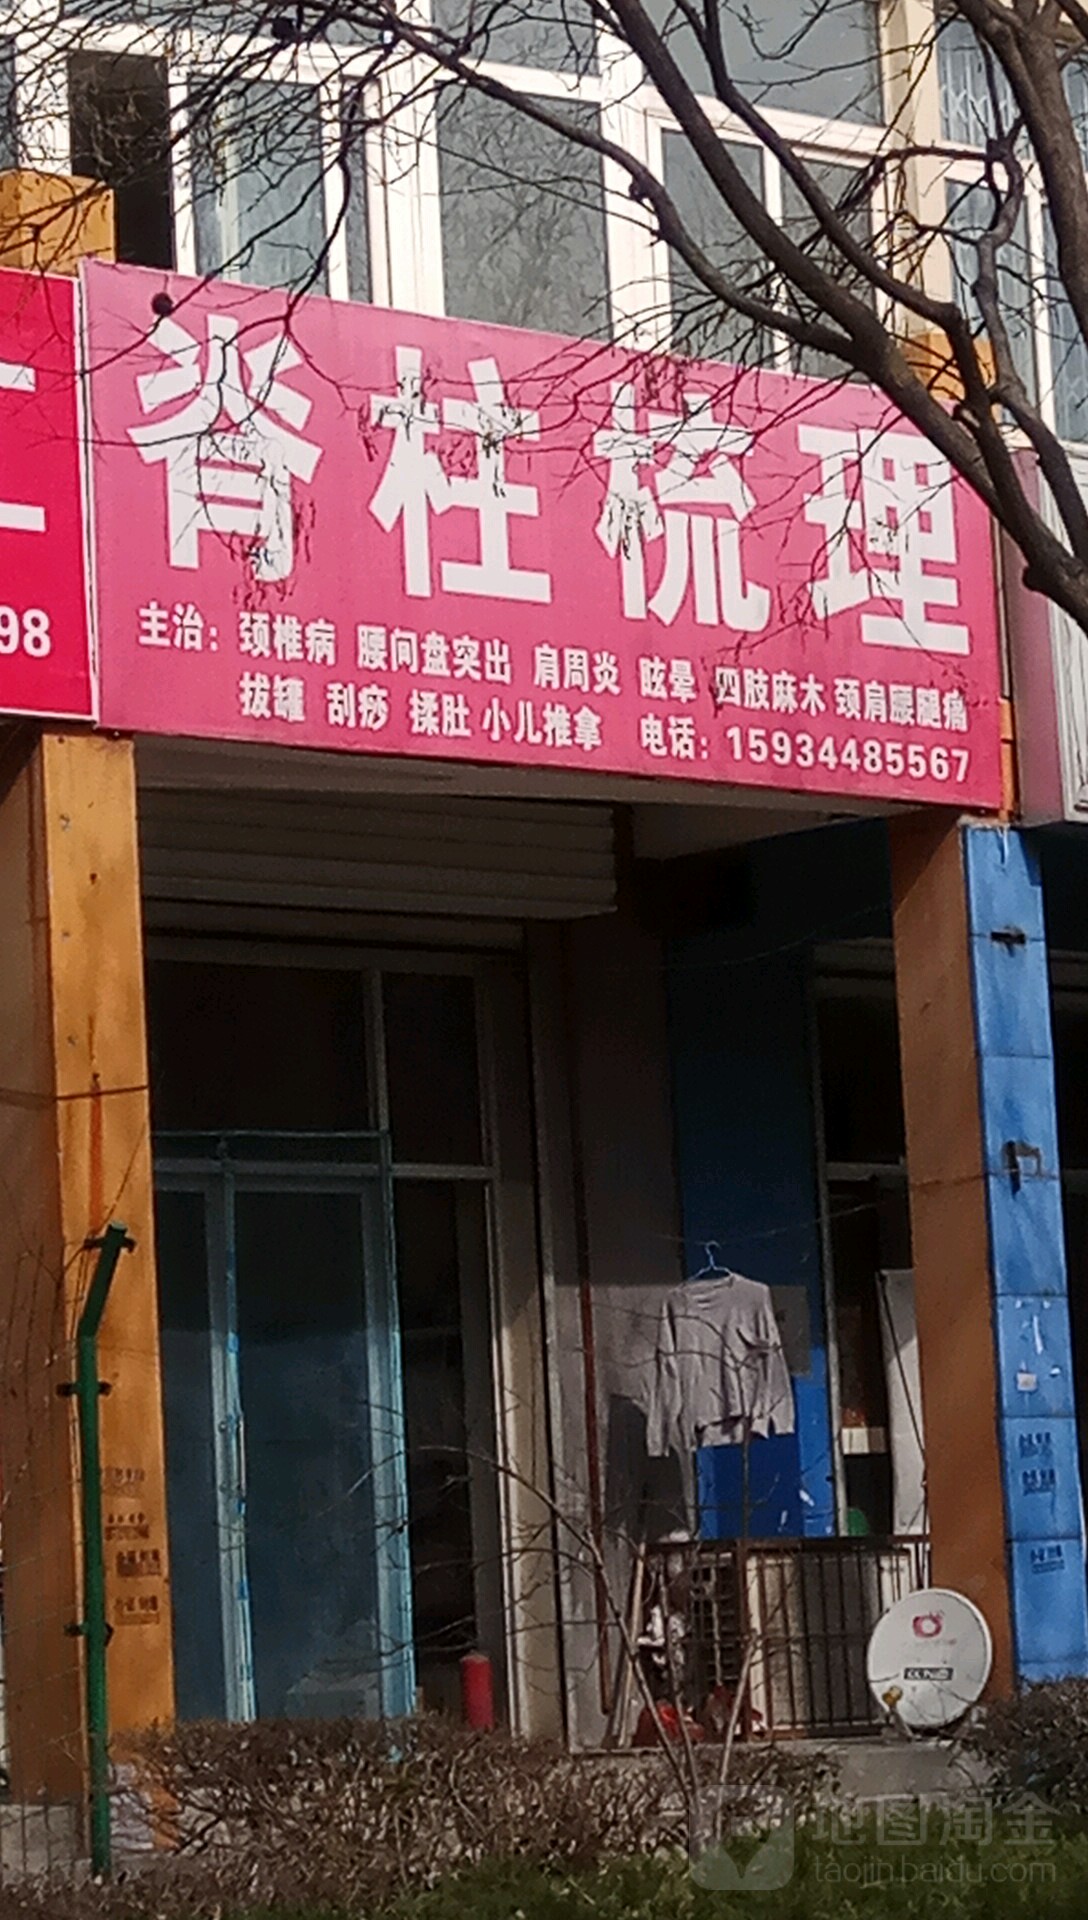 脊柱梳理
主治：颈椎病 腰间盘突出 肩周炎 眩晕 四肢麻木 颈肩腰腿痛
拔罐 刮痧 揉肚 小儿推拿 电话：15934485567
98
地图淘金
taojin.baidu.com